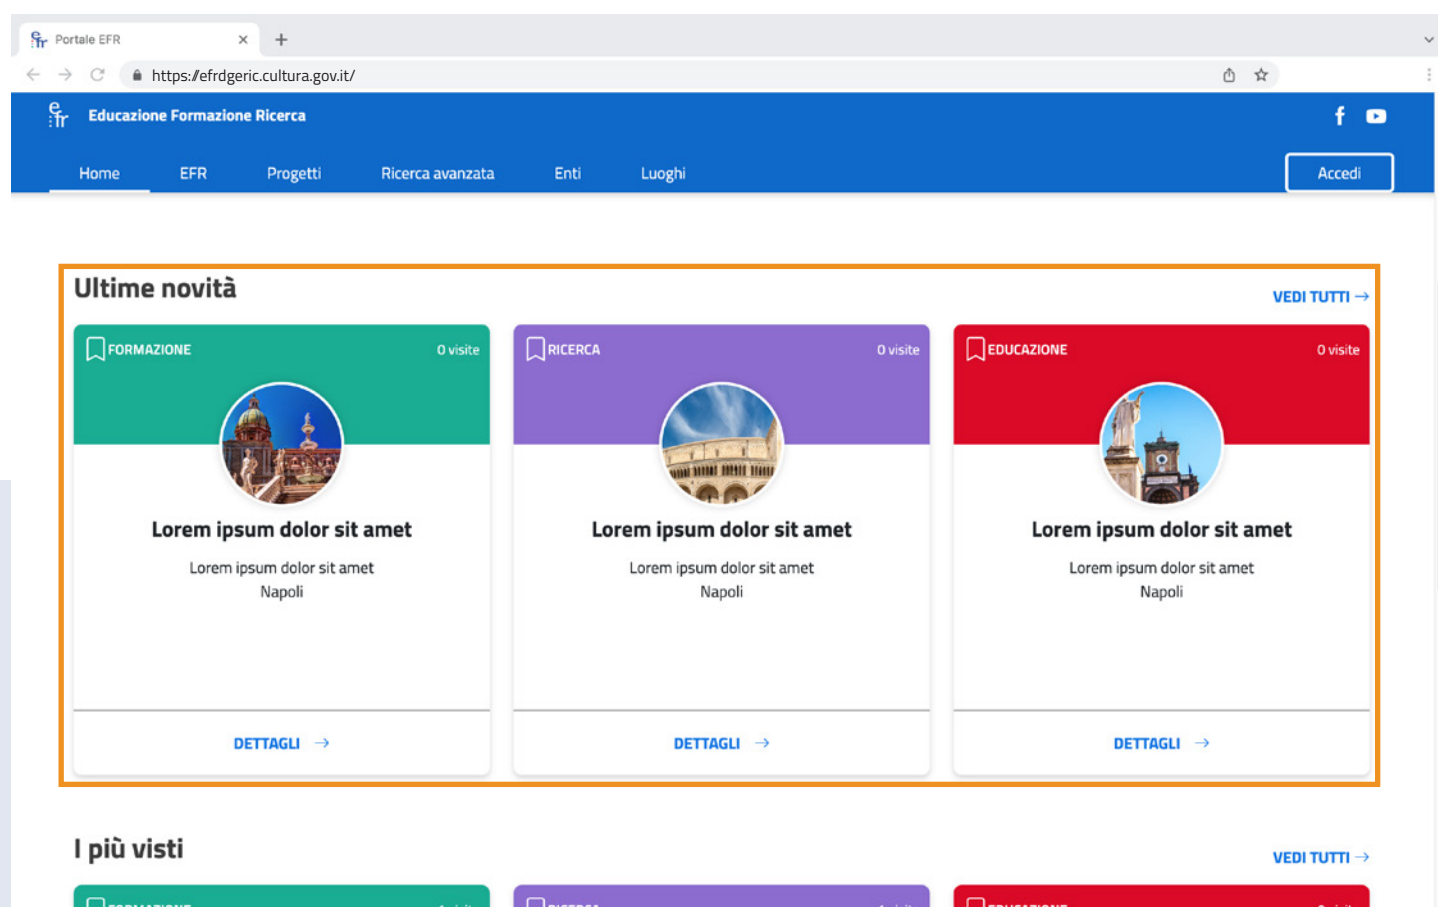 efr Portale EFR
https://efrdgeric.cultura.gov.it/
efr Educazione Formazione Ricerca
Home EFR Progetti Ricerca avanzata Enti Luoghi Accedi
Ultime novità
VEDI TUTTI →
FORMAZIONE 0 visite RICERCA 0 visite EDUCAZIONE 0 visite
Lorem ipsum dolor sit amet Lorem ipsum dolor sit amet Lorem ipsum dolor sit amet
Lorem ipsum dolor sit amet Lorem ipsum dolor sit amet Lorem ipsum dolor sit amet
Napoli Napoli Napoli
DETTAGLI → DETTAGLI → DETTAGLI →
I più visti
VEDI TUTTI →